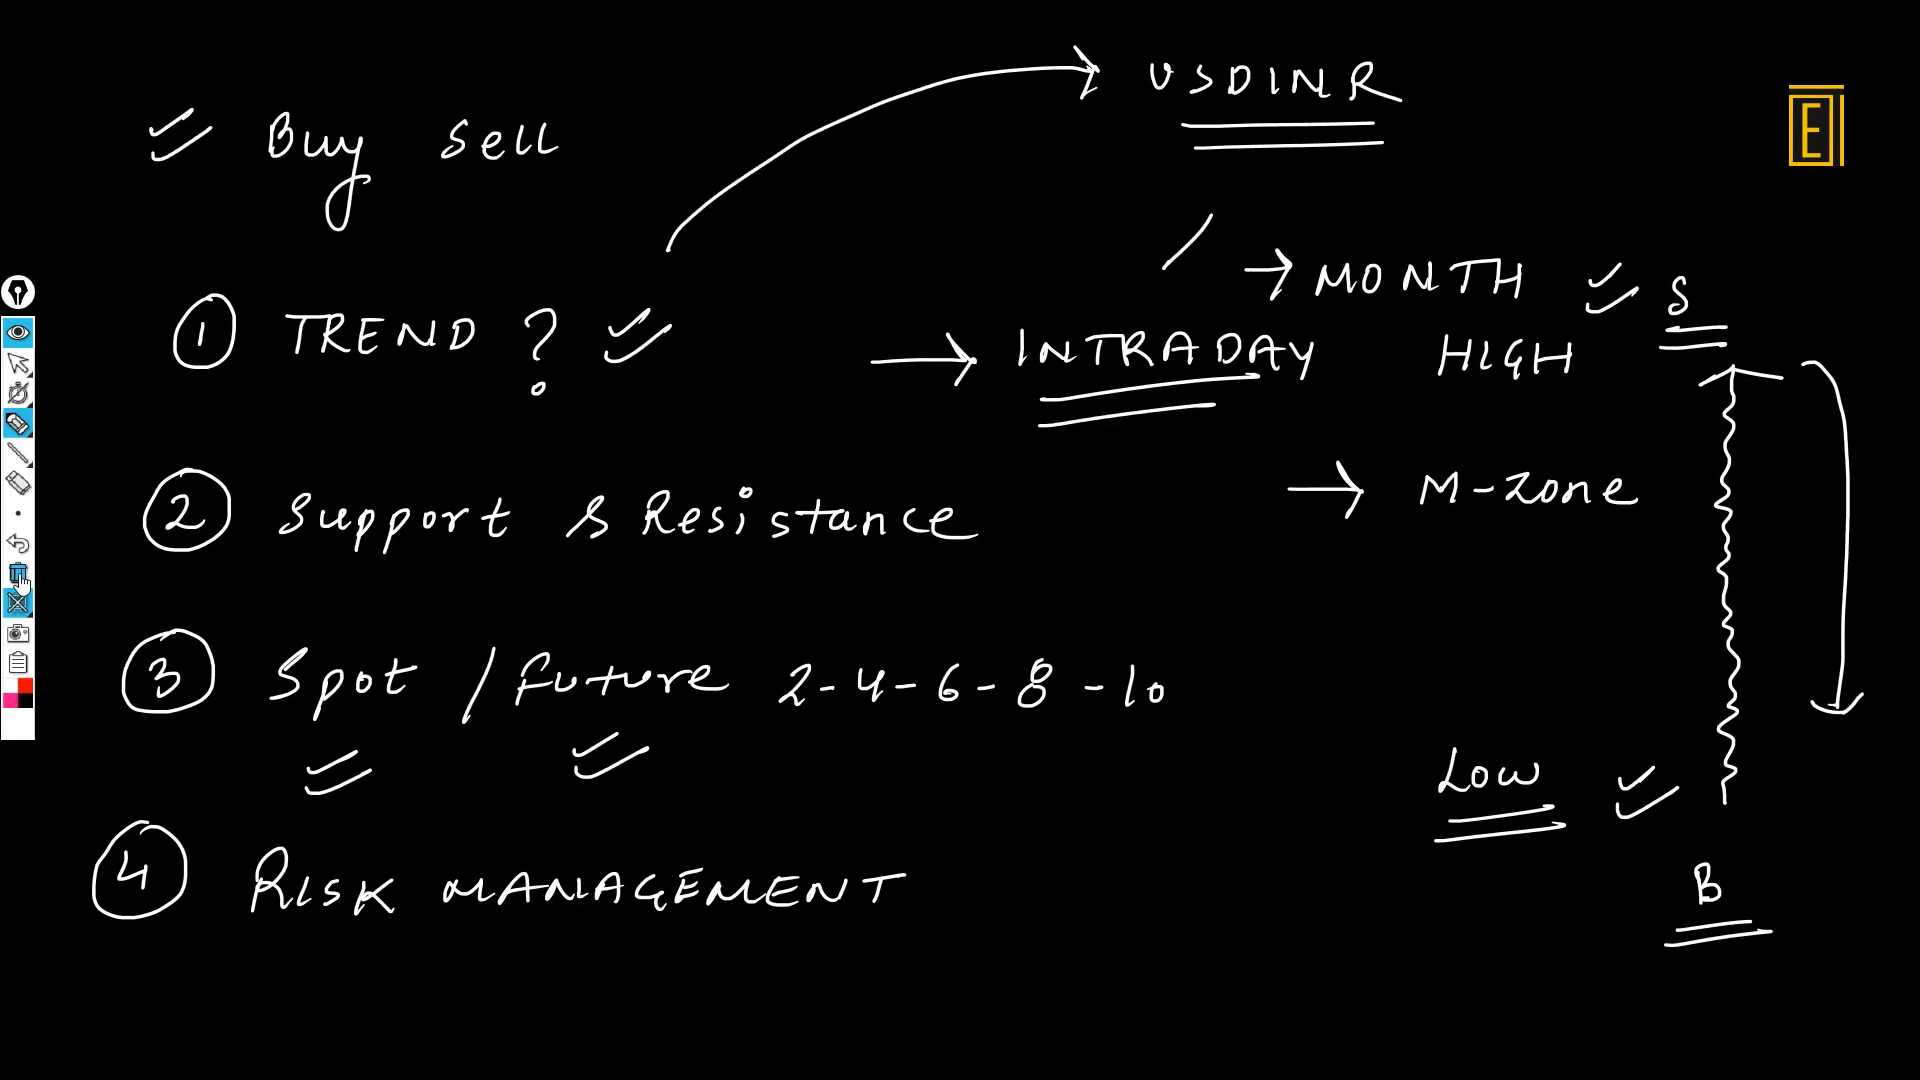 USDINR
Buy Sell
→ MONTH S
① TREND ? → INTRADAY HIGH
② Support & Resistance → M-Zone
③ Spot / Future 2-4-6-8-10
Low
④ RISK MANAGEMENT B
E